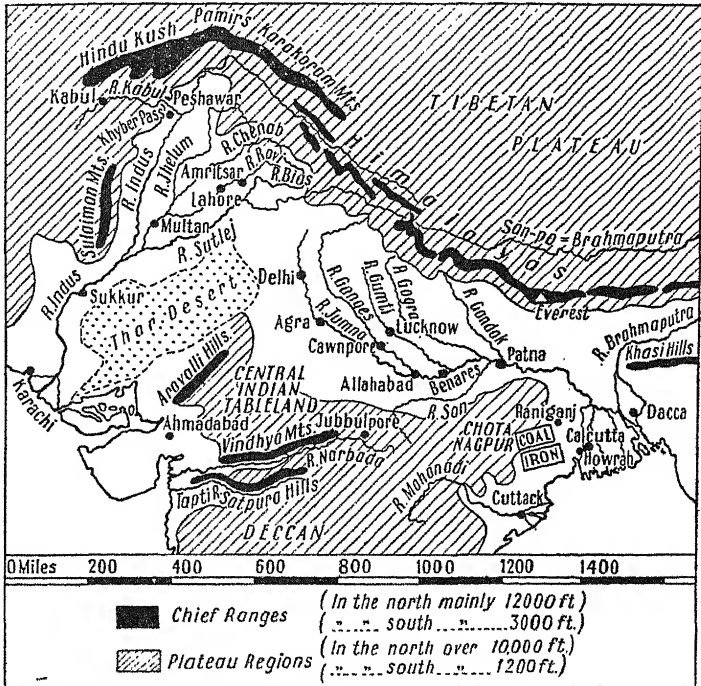 Hindu Kush
Pamirs
Karakoram Mts
TIBETAN
PLATEAU
Kabul
R.Kabul
Peshawar
Khyber Pass
R.Chenab
R.Indus
R.Jhelum
R.Ravi
R.Bias
Amritsar
Lahore
Sulaiman Mts.
Himalayas
Multan
R.Sutlej
San-po=Brahmaputra
R.Indus
Sukkur
Thar Desert
Delhi
R.Ganges
R.Gumti
R.Gogra
R.Gandak
Everest
R.Brahmaputra
Agra
R.Jumna
Lucknow
Cawnpore
Khasi Hills
Karachi
Aravalli Hills.
CENTRAL
INDIAN
TABLELAND
Allahabad
Benares
Patna
R.Son
Raniganj
Dacca
Ahmadabad
Jubbulpore
Vindhya Mts.
CHOTA
NAGPUR
COAL
IRON
Calcutta
Howrah
R.Narbada
Tapti R.
Satpura Hills
R.Mahanadi
Cuttack
DECCAN
0 Miles 200 400 600 800 1000 1200 1400
Chief Ranges (In the north mainly 12000 ft.)
( " " south " 3000 ft.)
Plateau Regions (In the north over 10,000 ft.)
( " " south " 1200 ft.)